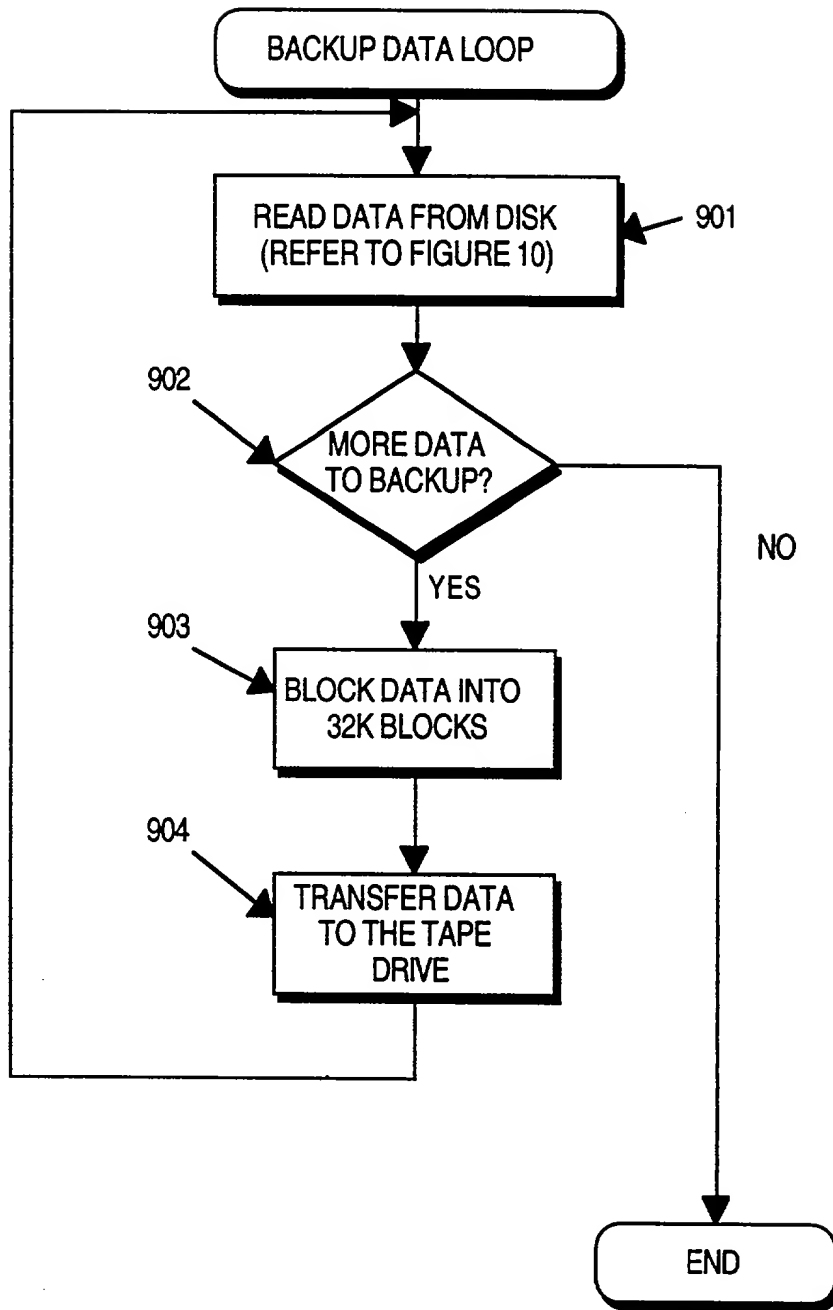 BACKUP DATA LOOP
READ DATA FROM DISK
(REFER TO FIGURE 10)
901
902
MORE DATA
TO BACKUP?
NO
YES
903
BLOCK DATA INTO
32K BLOCKS
904
TRANSFER DATA
TO THE TAPE
DRIVE
END